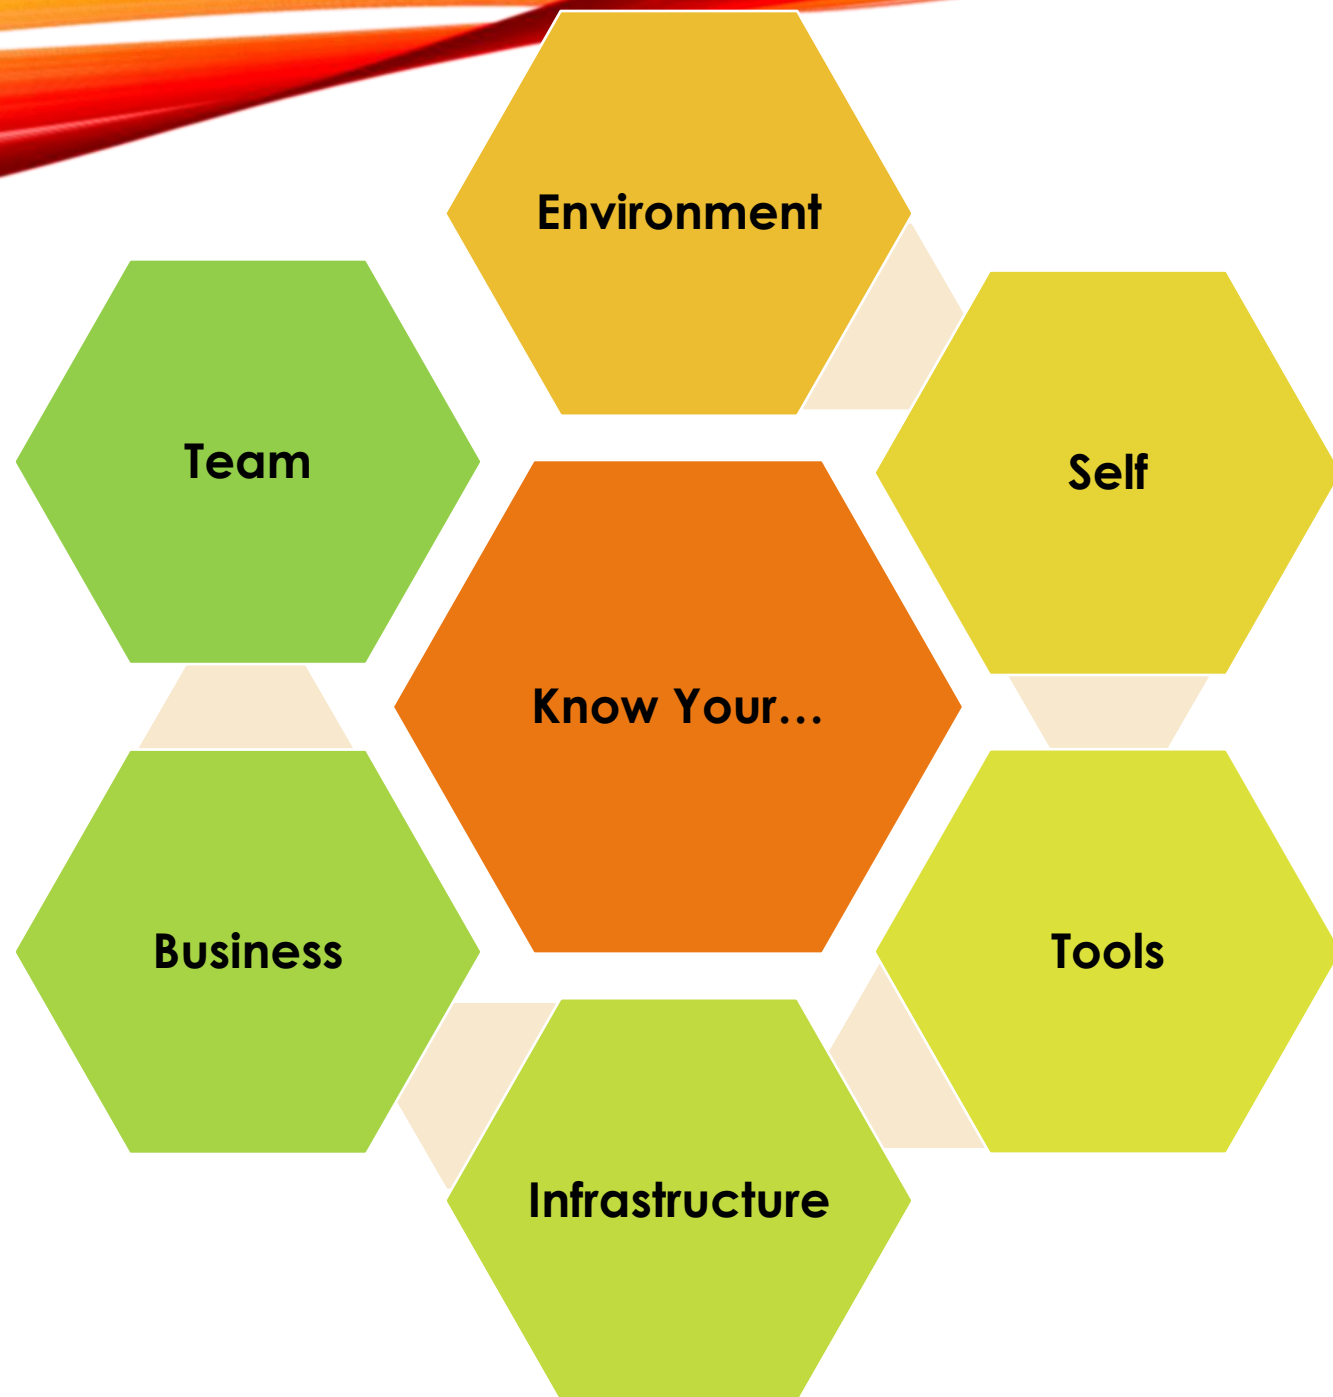 Environment
Team
Self
Know Your…
Business
Tools
Infrastructure